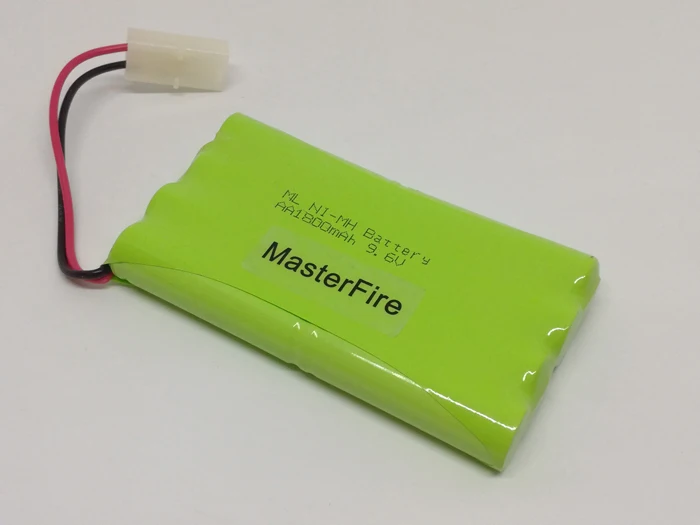 ML NI-MH Battery
AA1800mAh 9.6V
MasterFire